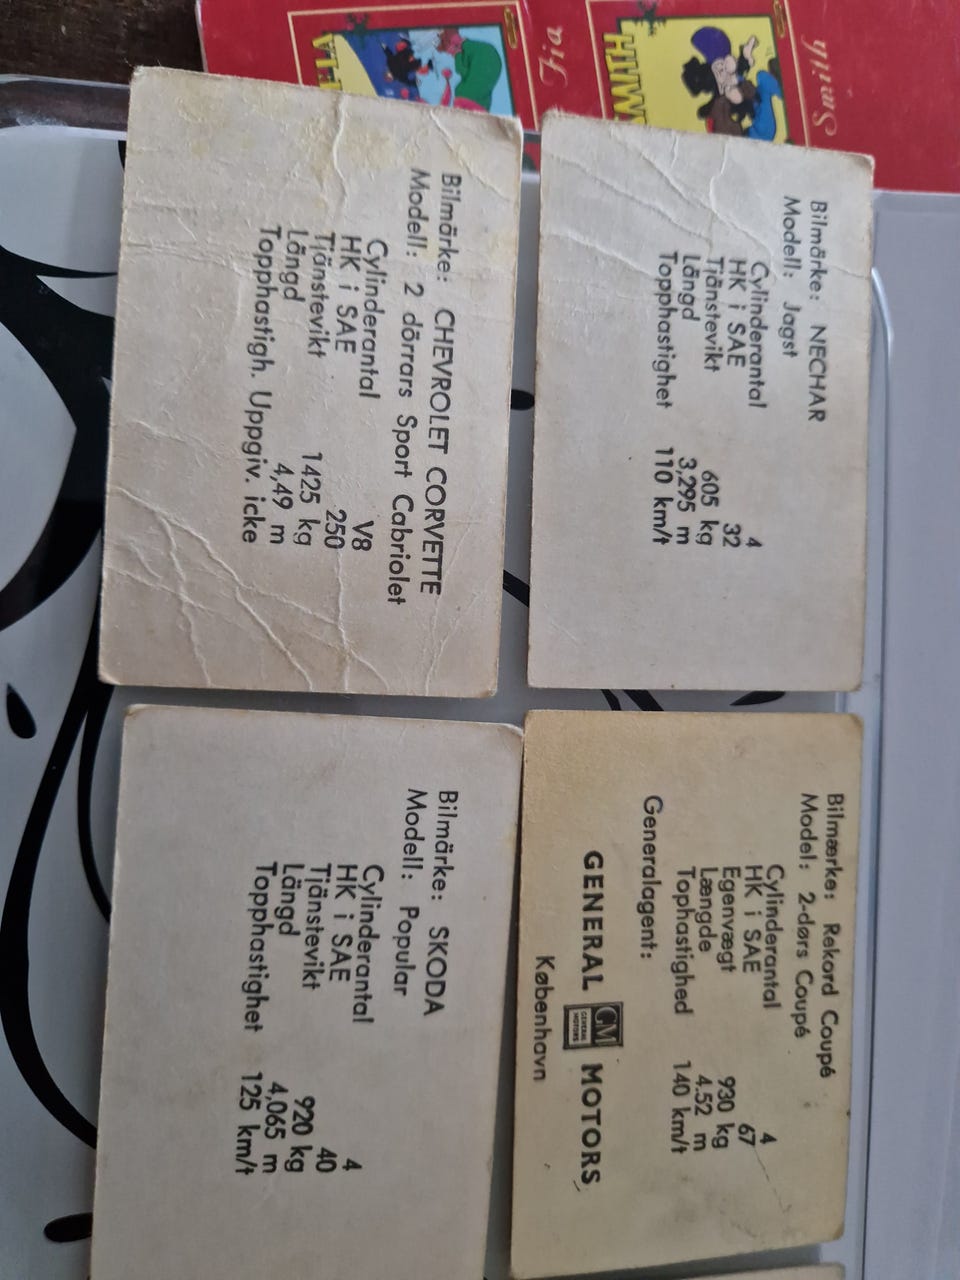 Bilmärke: NECHAR
Modell: Jagst
Cylinderantal 4
HK i SAE 32
Tjänstevikt 605 kg
Längd 3,295 m
Topphastighet 110 km/t
Bilmärke: CHEVROLET CORVETTE
Modell: 2 dörrars Sport Cabriolet
Cylinderantal V8
HK i SAE 250
Tjänstevikt 1425 kg
Längd 4,49 m
Topphastigh. Uppgiv. icke
Bilmærke: Rekord Coupé
Model: 2-dørs Coupé
Cylinderantal 4
HK i SAE 67
Egenvægt 930 kg
Længde 4.52 m
Tophastighed 140 km/t
Generalagent:
GENERAL GM GENERAL MOTORS MOTORS
København
Bilmärke: SKODA
Modell: Popular
Cylinderantal 4
HK i SAE 40
Tjänstevikt 920 kg
Längd 4,065 m
Topphastighet 125 km/t